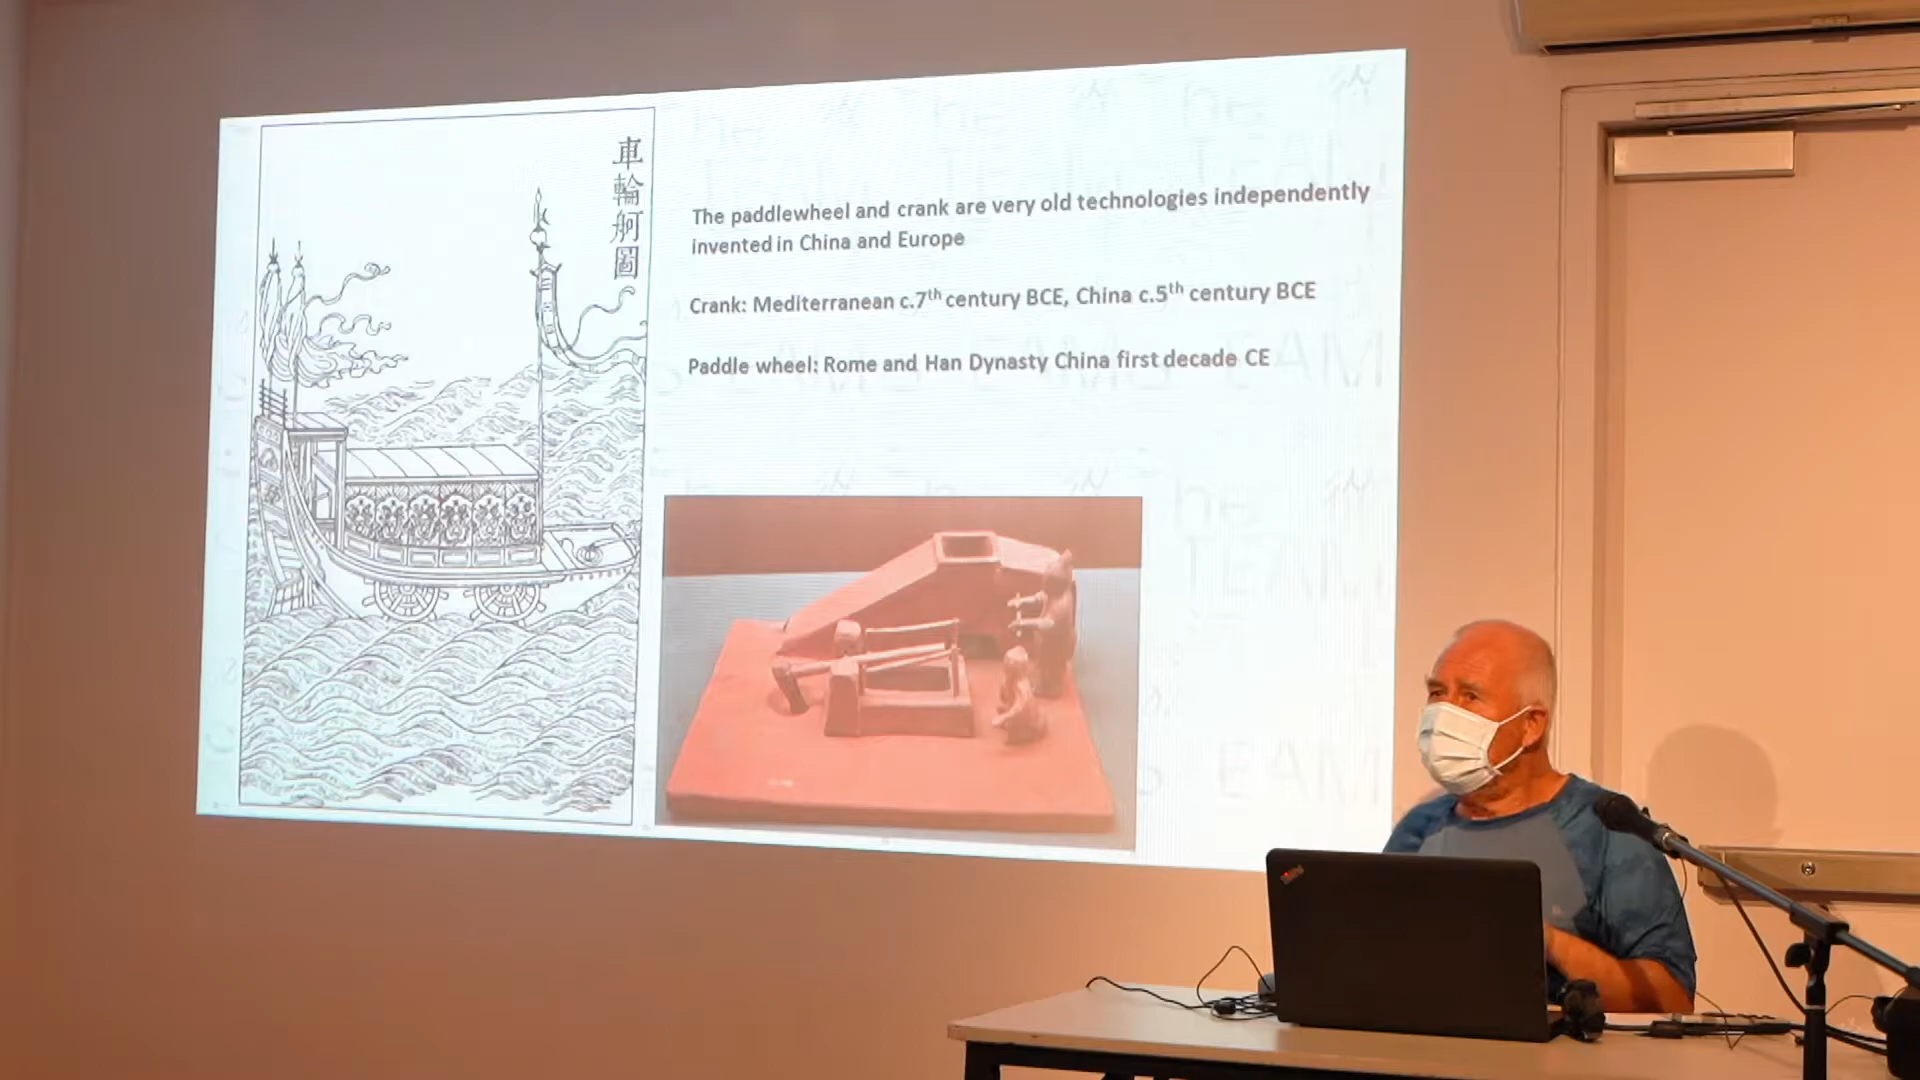 車輪舸圖
The paddlewheel and crank are very old technologies independently
invented in China and Europe
Crank: Mediterranean c.7th century BCE, China c.5th century BCE
Paddle wheel: Rome and Han Dynasty China first decade CE